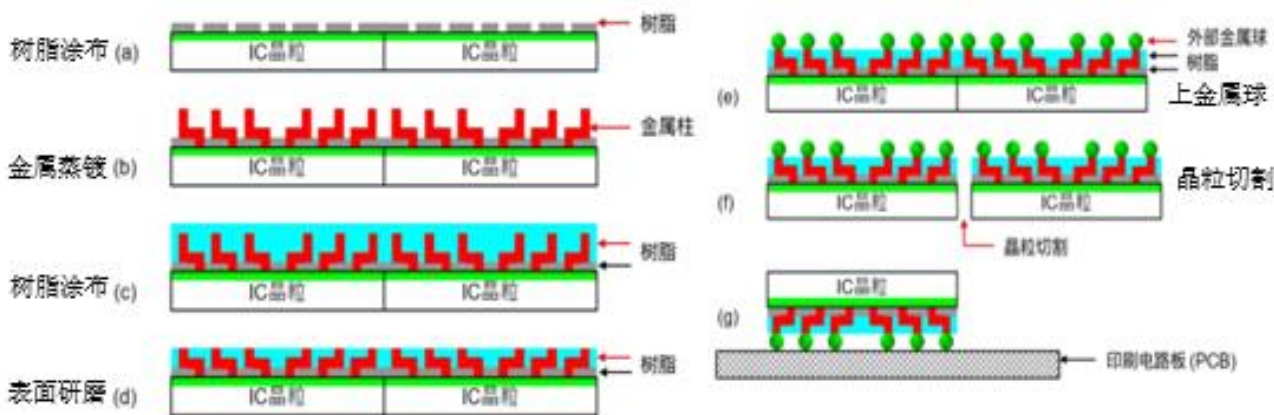 树脂
树脂涂布 (a)
IC晶粒 IC晶粒
金属柱
金属蒸镀 (b)
IC晶粒 IC晶粒
树脂
树脂涂布 (c)
IC晶粒 IC晶粒
树脂
表面研磨 (d)
IC晶粒 IC晶粒
外部金属球
树脂
(e)
IC晶粒 IC晶粒
上金属球
晶粒切割
(f)
IC晶粒 IC晶粒
晶粒切割
IC晶粒
(g)
印刷电路板 (PCB)